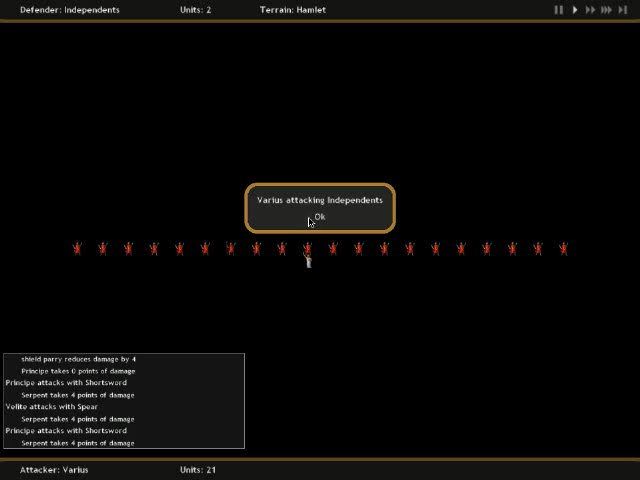 Defender: Independents Units: 2 Terrain: Hamlet
Varius attacking Independents
Ok
shield parry reduces damage by 4
Principe takes 0 points of damage
Principe attacks with Shortsword
Serpent takes 4 points of damage
Velite attacks with Spear
Serpent takes 4 points of damage
Principe attacks with Shortsword
Serpent takes 4 points of damage
Attacker: Varius Units: 21